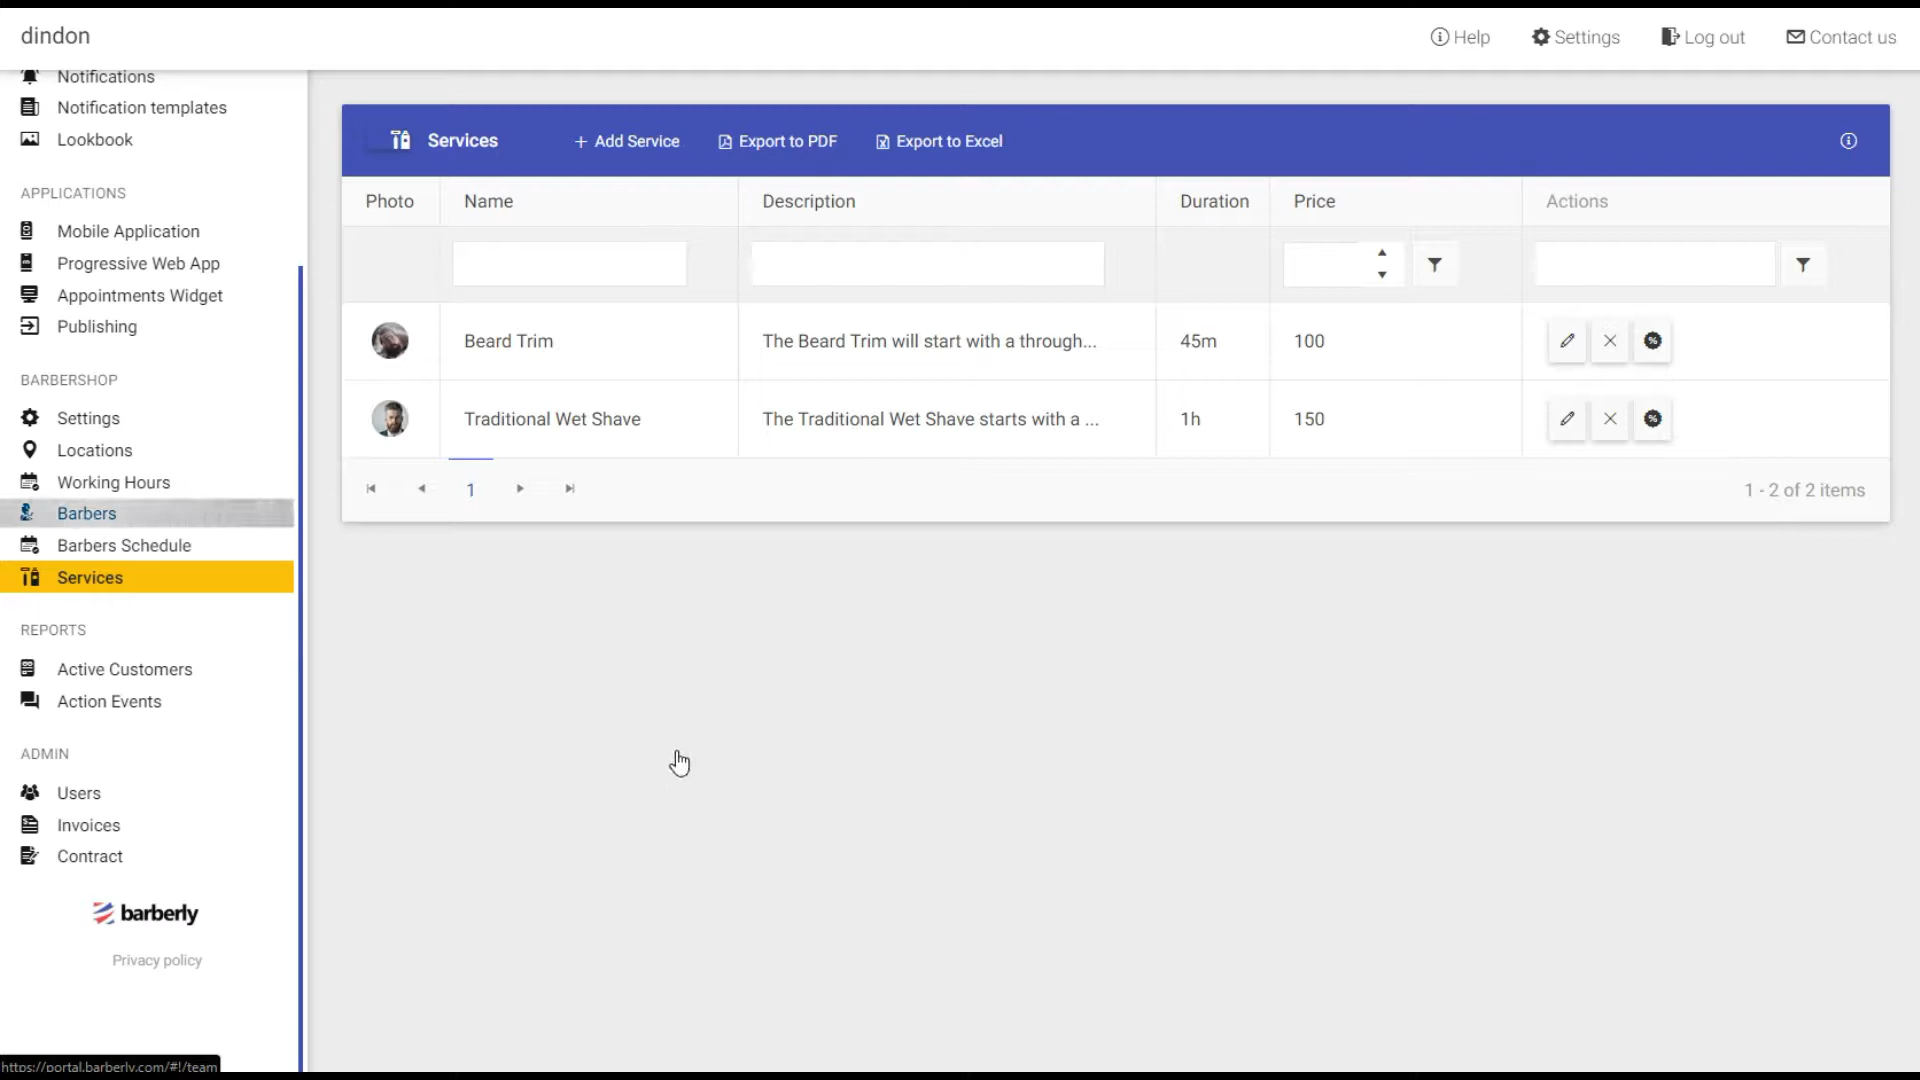 dindon
Help
Settings
Log out
Contact us
Notifications
Notification templates
Lookbook
APPLICATIONS
Mobile Application
Progressive Web App
Appointments Widget
Publishing
BARBERSHOP
Settings
Locations
Working Hours
Barbers
Barbers Schedule
Services
REPORTS
Active Customers
Action Events
ADMIN
Users
Invoices
Contract
barberly
Privacy policy
https://portal.barberly.com/#!/team
Services
+ Add Service
Export to PDF
Export to Excel
Photo Name Description Duration Price Actions
Beard Trim The Beard Trim will start with a through... 45m 100
Traditional Wet Shave The Traditional Wet Shave starts with a ... 1h 150
1
1 - 2 of 2 items